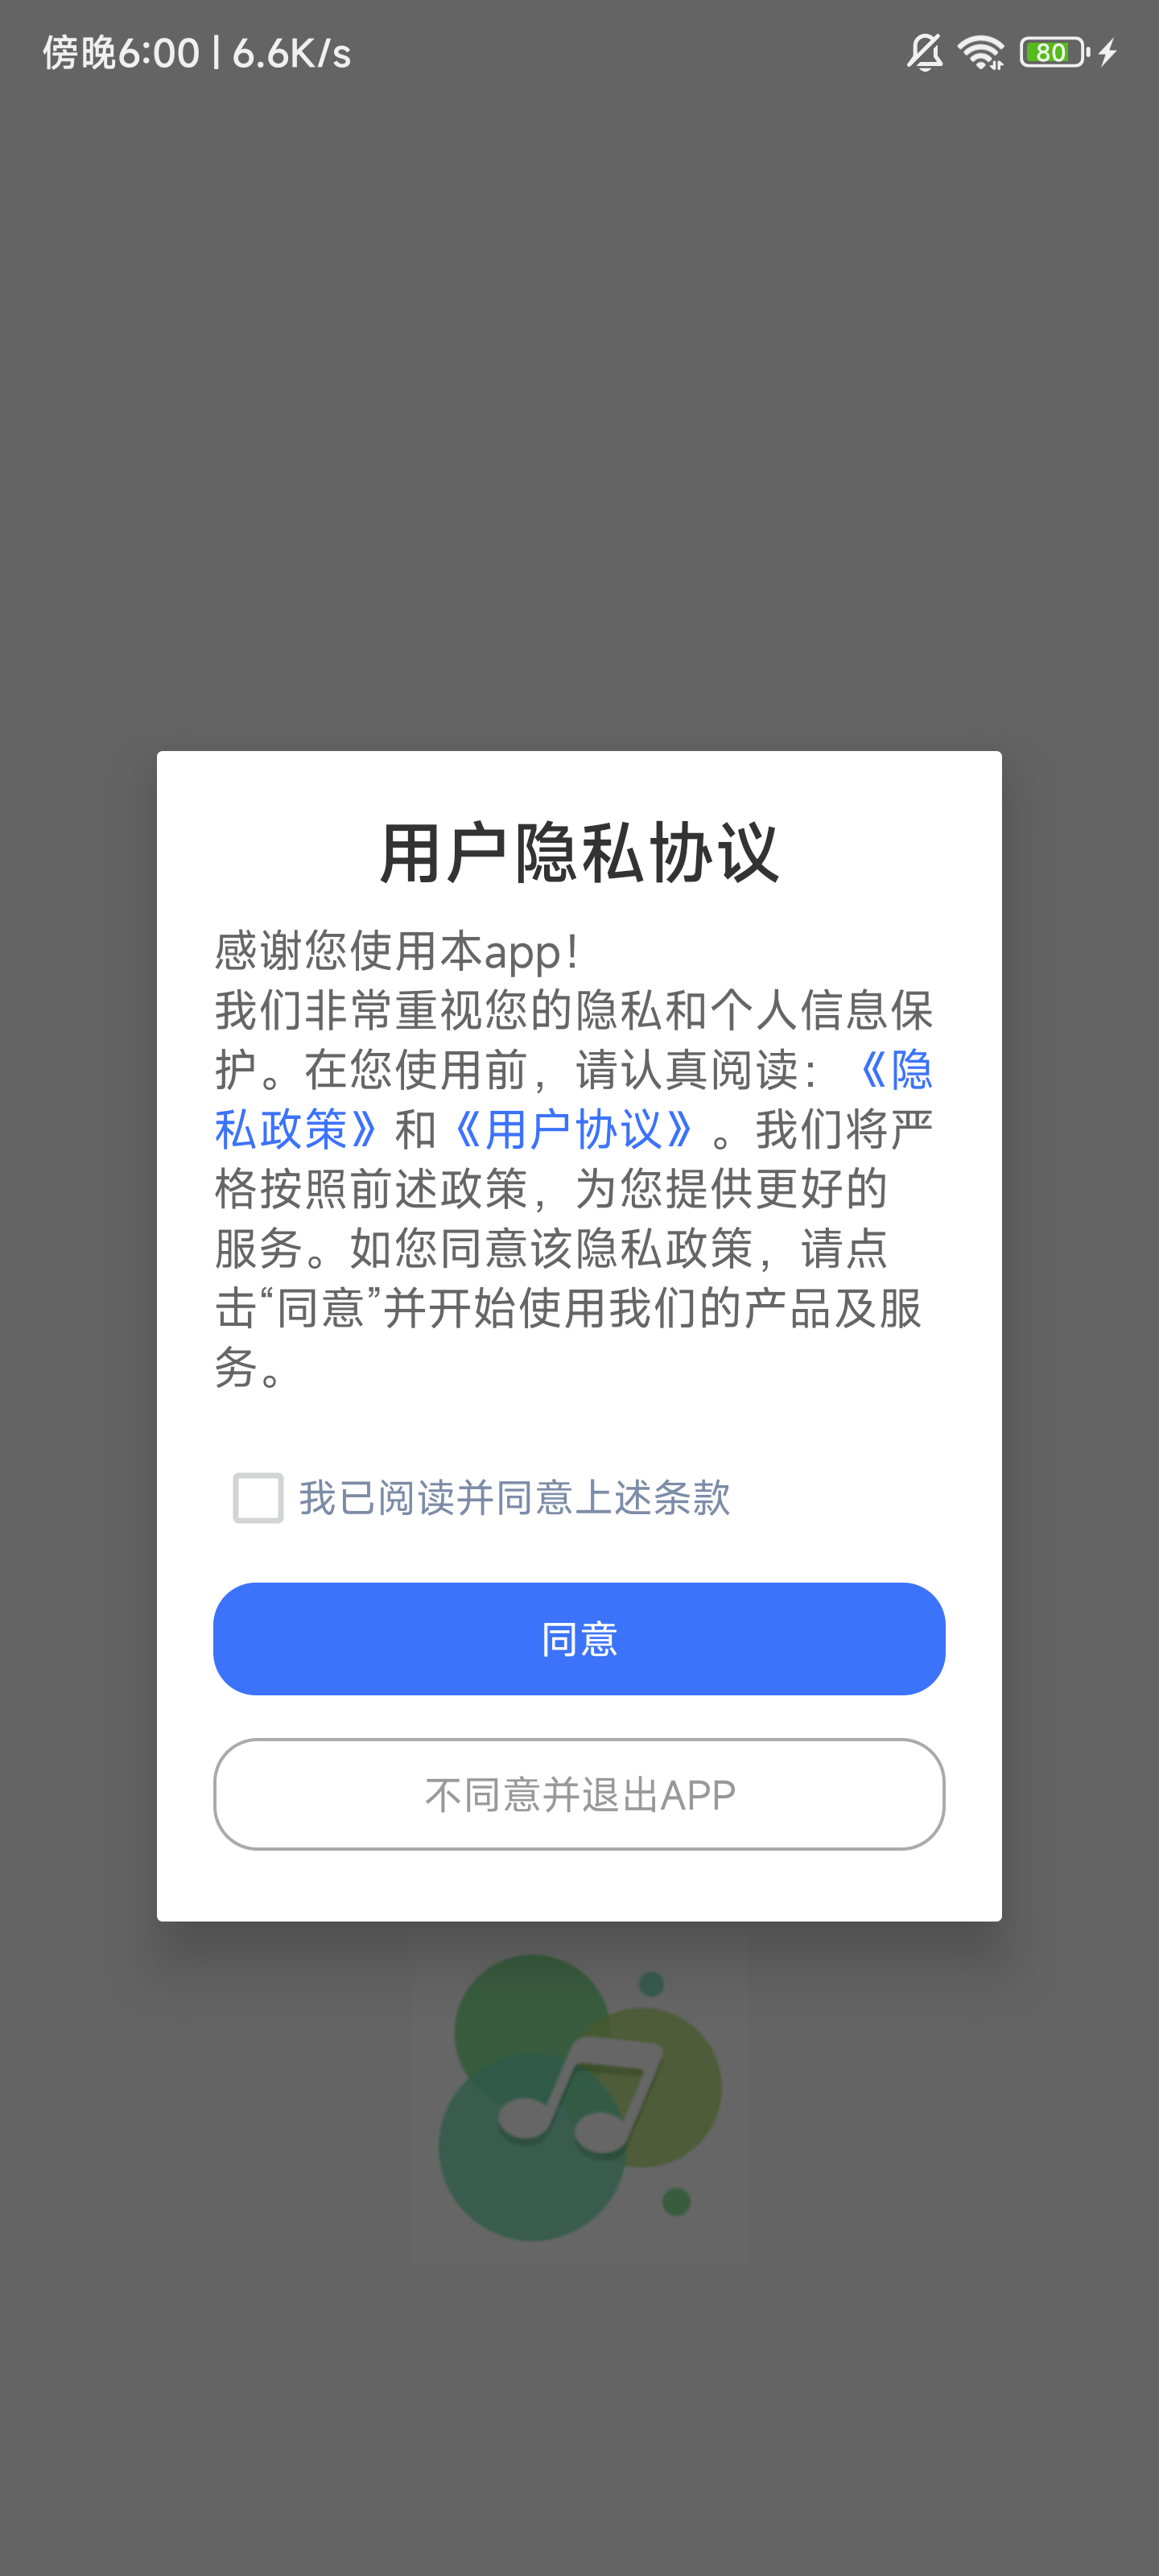 傍晚6:00 | 6.6K/s
80
用户隐私协议
感谢您使用本app！
我们非常重视您的隐私和个人信息保
护。在您使用前，请认真阅读：《隐
私政策》和《用户协议》。我们将严
格按照前述政策，为您提供更好的
服务。如您同意该隐私政策，请点
击“同意”并开始使用我们的产品及服
务。
我已阅读并同意上述条款
同意
不同意并退出APP